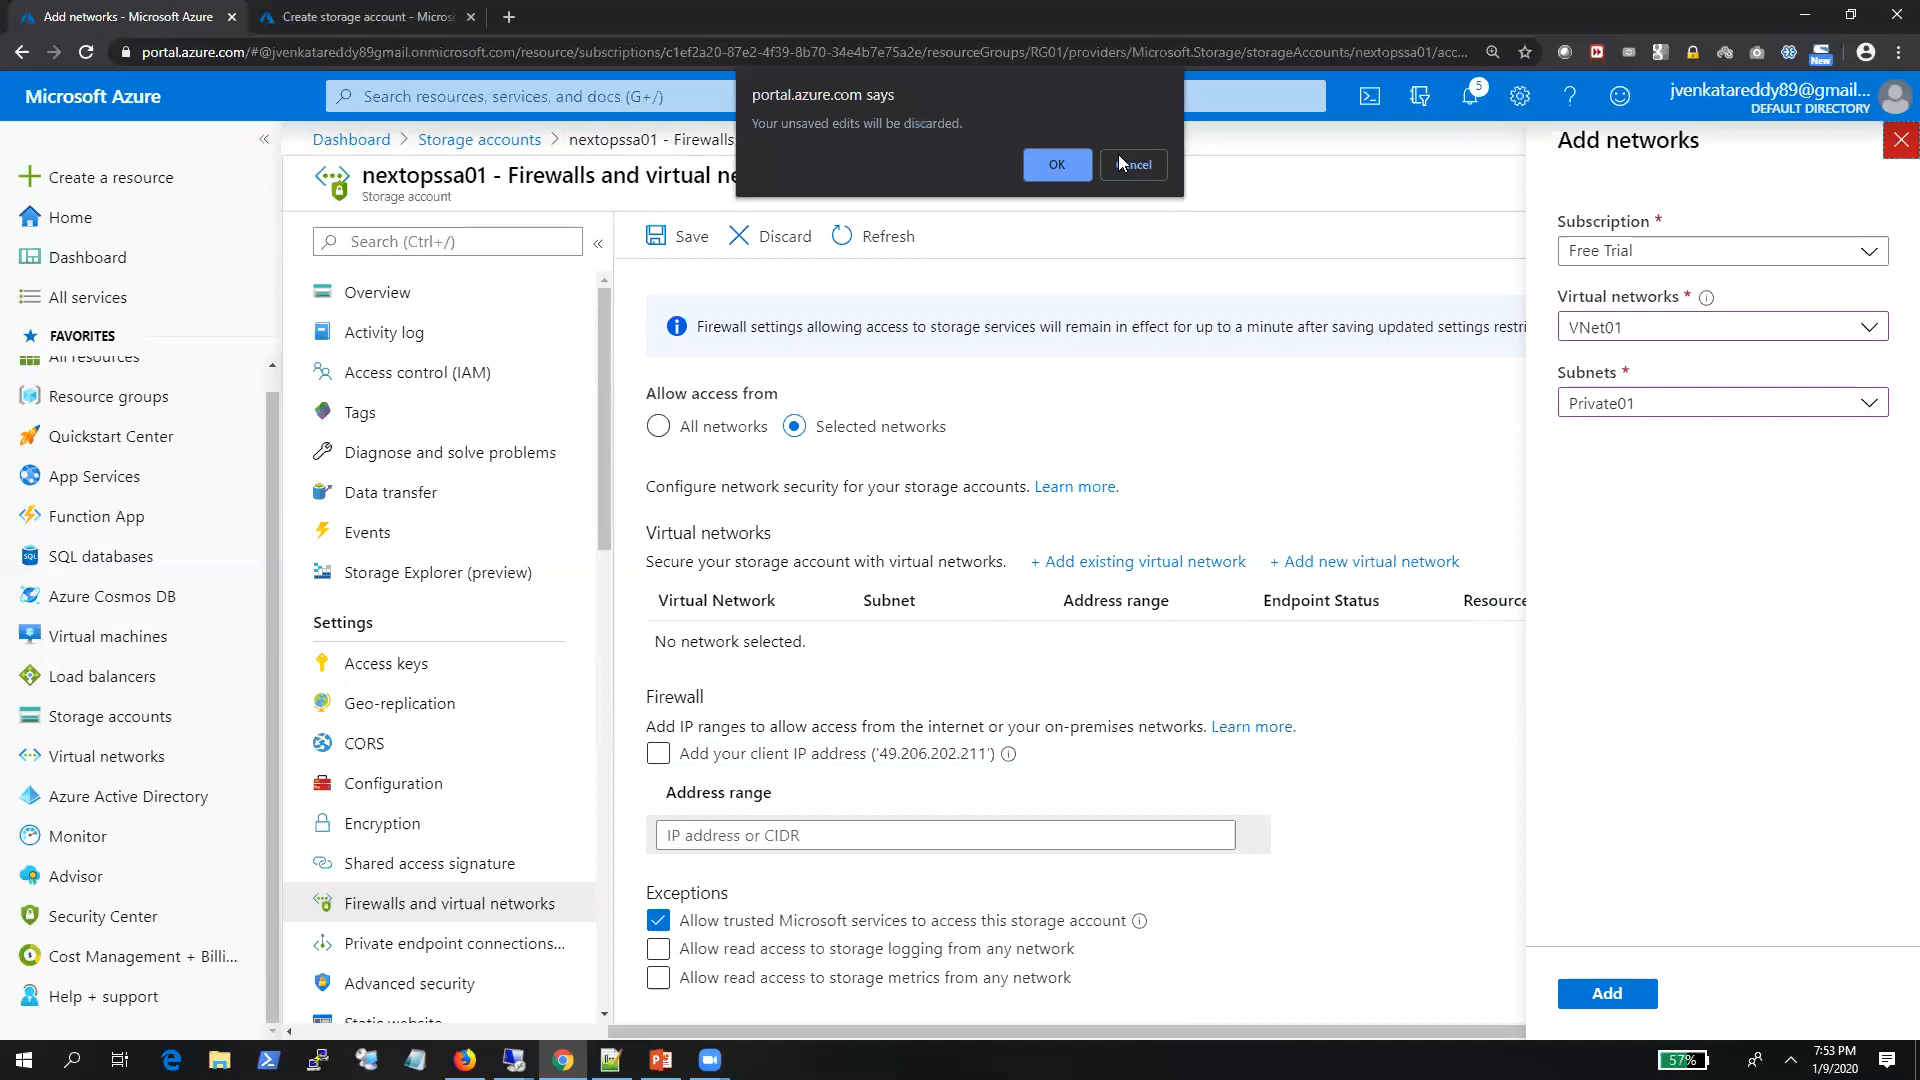 Add networks - Microsoft Azure
Create storage account - Micros
portal.azure.com/#@jvenkatareddy89gmail.onmicrosoft.com/resource/subscriptions/c1ef2a20-87e2-4f39-8b70-34e4b7e75a2e/resourceGroups/RG01/providers/Microsoft.Storage/storageAccounts/nextopssa01/acc...
New
Microsoft Azure
Search resources, services, and docs (G+/)
5
jvenkatareddy89@gmail....
DEFAULT DIRECTORY
portal.azure.com says
Your unsaved edits will be discarded.
OK
Create a resource
Home
Dashboard
All services
FAVORITES
All resources
Resource groups
Quickstart Center
App Services
Function App
SQL databases
Azure Cosmos DB
Virtual machines
Load balancers
Storage accounts
Virtual networks
Azure Active Directory
Monitor
Advisor
Security Center
Cost Management + Billi...
Help + support
Dashboard > Storage accounts > nextopssa01 - Firewalls
nextopssa01 - Firewalls and virtual ne
Storage account
Search (Ctrl+/)
Overview
Activity log
Access control (IAM)
Tags
Diagnose and solve problems
Data transfer
Events
Storage Explorer (preview)
Settings
Access keys
Geo-replication
CORS
Configuration
Encryption
Shared access signature
Firewalls and virtual networks
Private endpoint connections...
Advanced security
Static website
Save Discard Refresh
Firewall settings allowing access to storage services will remain in effect for up to a minute after saving updated settings restri
Allow access from
All networks Selected networks
Configure network security for your storage accounts. Learn more.
Virtual networks
Secure your storage account with virtual networks. + Add existing virtual network + Add new virtual network
Virtual Network Subnet Address range Endpoint Status Resource
No network selected.
Firewall
Add IP ranges to allow access from the internet or your on-premises networks. Learn more.
Add your client IP address ('49.206.202.211')
Address range
IP address or CIDR
Exceptions
Allow trusted Microsoft services to access this storage account
Allow read access to storage logging from any network
Allow read access to storage metrics from any network
Add networks
Subscription *
Free Trial
Virtual networks *
VNet01
Subnets *
Private01
Add
57%
7:53 PM
1/9/2020